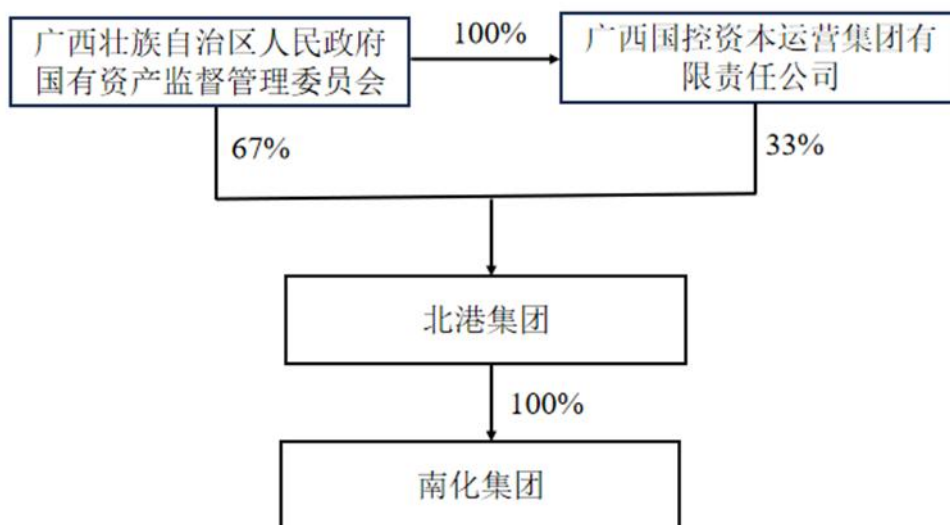 广西壮族自治区人民政府
国有资产监督管理委员会
100%
广西国控资本运营集团有
限责任公司
67%
33%
北港集团
100%
南化集团